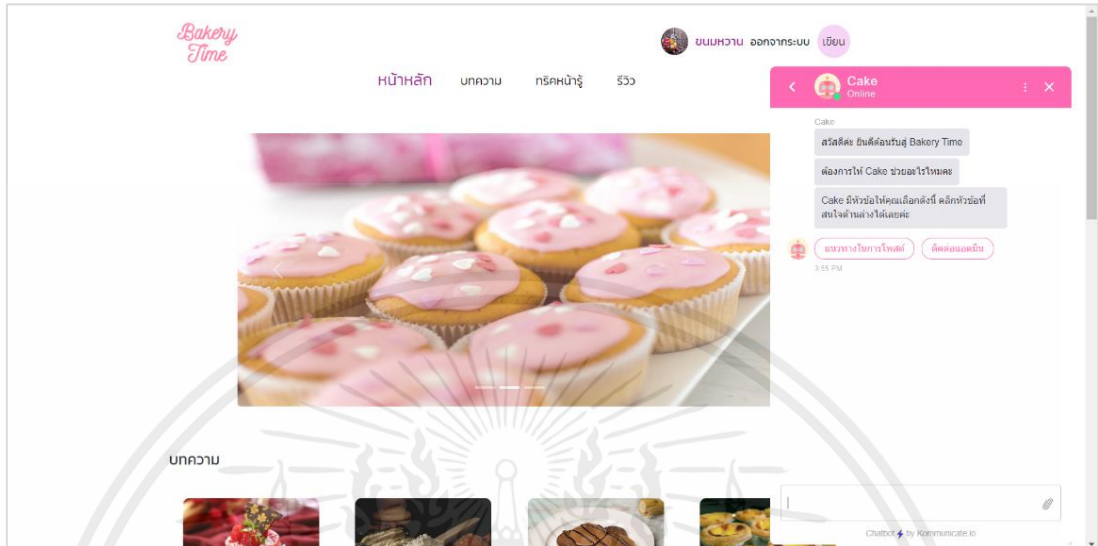 Bakery
Time
ขนมหวาน ออกจากระบบ เขียน
หน้าหลัก บทความ ทริคหน้ารู้ รีวิว
Cake
Online
Cake
สวัสดีค่ะ ยินดีต้อนรับสู่ Bakery Time
ต้องการให้ Cake ช่วยอะไรไหมคะ
Cake มีหัวข้อให้คุณเลือกดังนี้ คลิกหัวข้อที่
สนใจด้านล่างได้เลยค่ะ
แนวทางในการโพสต์ ติดต่อแอดมิน
3:55 PM
บทความ
Chatbot by Kommunicate.io